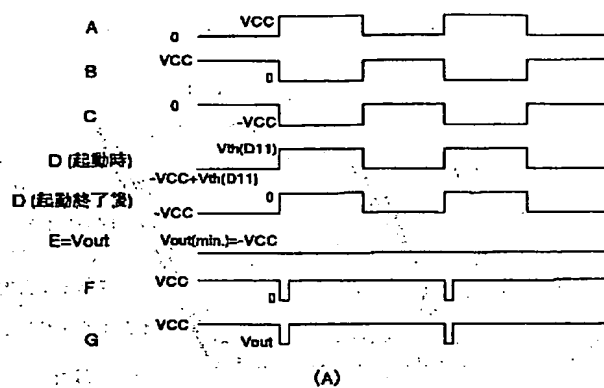 A
VCC
0
B
VCC
0
C
0
-VCC
D (起動時)
Vth(D11)
-VCC+Vth(D11)
D (起動終了後)
0
-VCC
E=Vout
Vout(min.)=-VCC
F
VCC
0
G
VCC
Vout
(A)